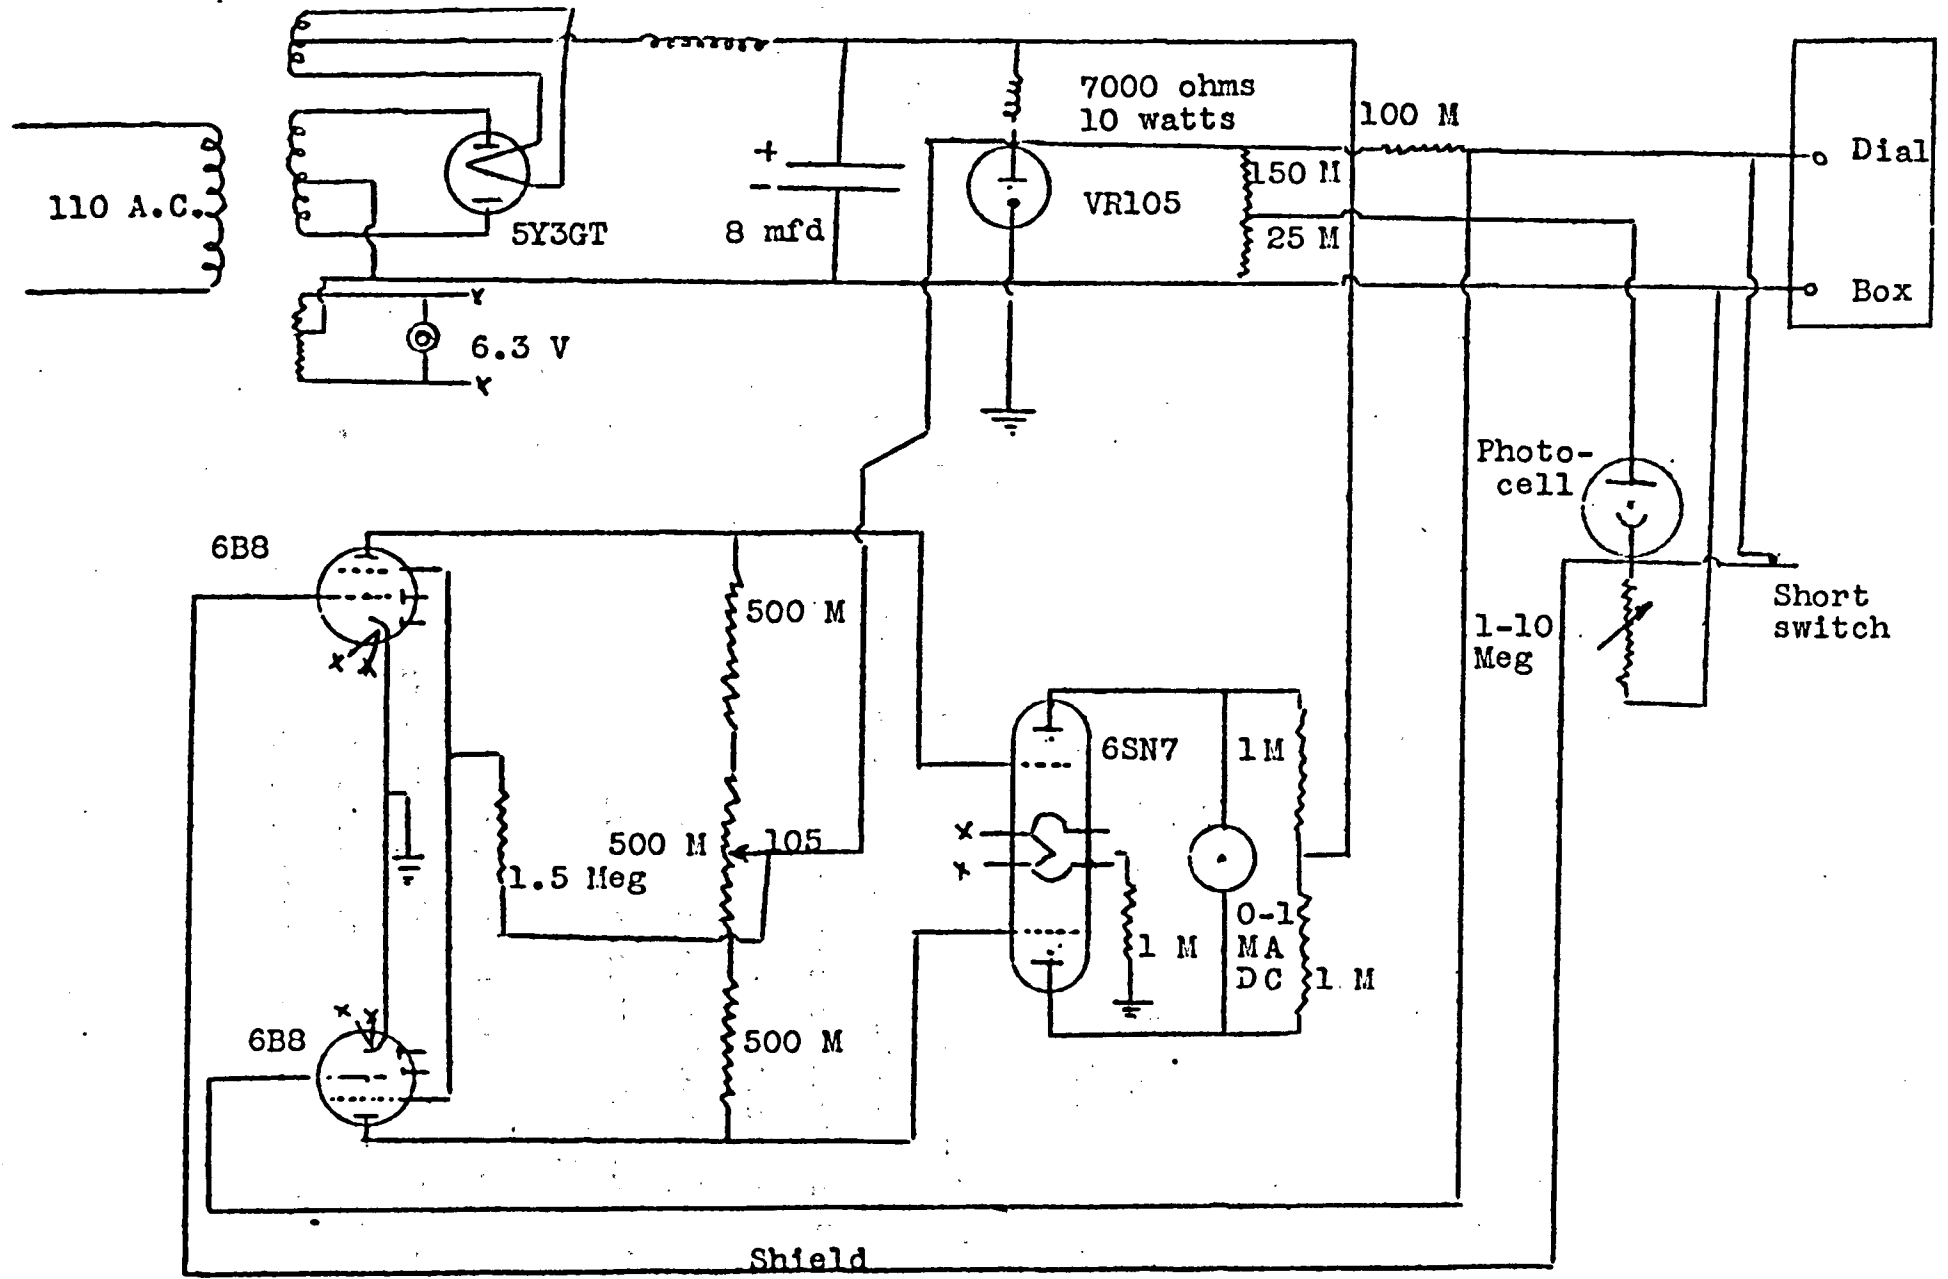 7000 ohms
10 watts
100 M
Dial
+
150 M
110 A.C.
VR105
5Y3GT
8 mfd
-
25 M
Box
x
6.3 V
x
Photo-
cell
6B8
Short
switch
500 M
1-10
Meg
x x
6SN7
1M
x
500 M
105
x
1.5 Meg
0-1
MA
DC
1 M
1 M
x x
6B8
500 M
Shield